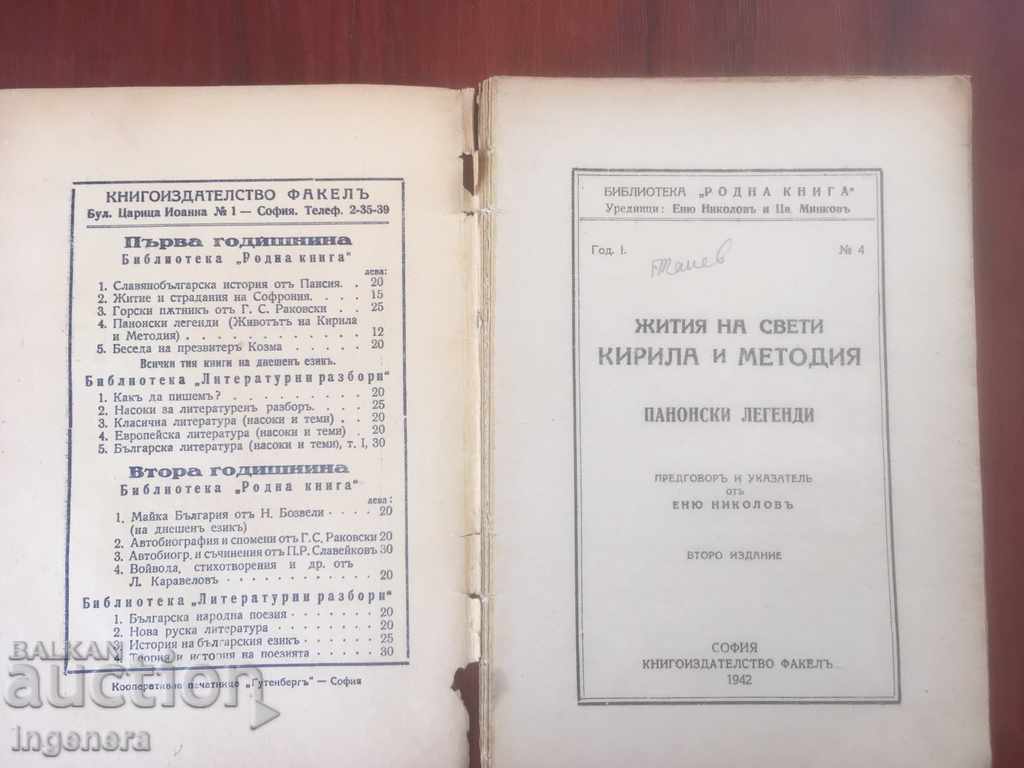 КНИГОИЗДАТЕЛСТВО ФАКЕЛЪ
Бул. Царица Иоанна № 1 — София. Телеф. 2-35-39
Първа годишнина
Библиотека „Родна книга"
лева:
1. Славянобългарска история отъ Паисия. . 20
2. Житие и страдания на Софрония. . . . 15
3. Горски пѫтникъ отъ Г. С. Раковски . . 25
4. Панонски легенди (Животътъ на Кирила
и Методия) . . . . . . . . . . . 12
5. Беседа на презвитеръ Козма . . . . . 20
Всички тия книги на днешенъ езикъ.
Библиотека „Литературни разбори"
1. Какъ да пишемъ? . . . . . . . . . 20
2. Насоки за литературенъ разборъ. . . . 25
3. Класична литература (насоки и теми) . . 20
4. Европейска литература (насоки и теми) . 20
5. Българска литература (насоки и теми), т. I, 30
Втора годишнина
Библиотека „Родна книга"
лева:
1. Майка България отъ Н. Бозвели - - - - 20
(на днешенъ езикъ)
2. Автобиография и спомени отъ Г.С. Раковски 20
3. Автобиогр. и съчинения отъ П.Р. Славейковъ 30
4. Войвода, стихотворения и др. отъ
Л. Каравеловъ - - - - - - - - - - 20
Библиотека „Литературни разбори"
1. Българска народна поезия - - - - - - 20
2. Нова руска литература - - - - - - - 20
3. История на българския езикъ - - - - - 25
4. Теория и история на поезията - - - - 30
Кооперативна печатница „Гутенбергъ" — София
БИБЛИОТЕКА „РОДНА КНИГА"
Уредници: Еню Николовъ и Цв. Минковъ
Год. I. № 4
ЖИТИЯ НА СВЕТИ
КИРИЛА И МЕТОДИЯ
ПАНОНСКИ ЛЕГЕНДИ
ПРЕДГОВОРЪ И УКАЗАТЕЛЬ
отъ
ЕНЮ НИКОЛОВЪ
ВТОРО ИЗДАНИЕ
СОФИЯ
КНИГОИЗДАТЕЛСТВО ФАКЕЛЪ
1942
BALKAN
auction
ingenera